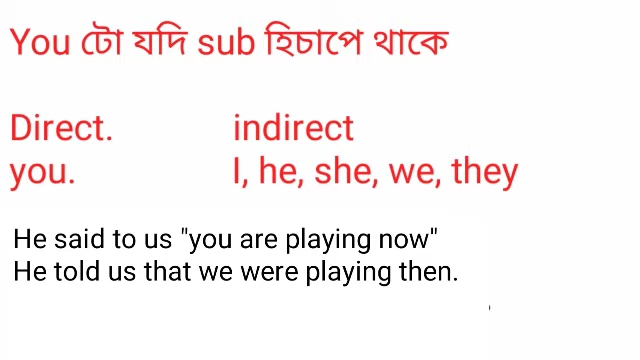 You টো যদি sub হিচাপে থাকে
Direct. indirect
you. I, he, she, we, they
He said to us "you are playing now"
He told us that we were playing then.